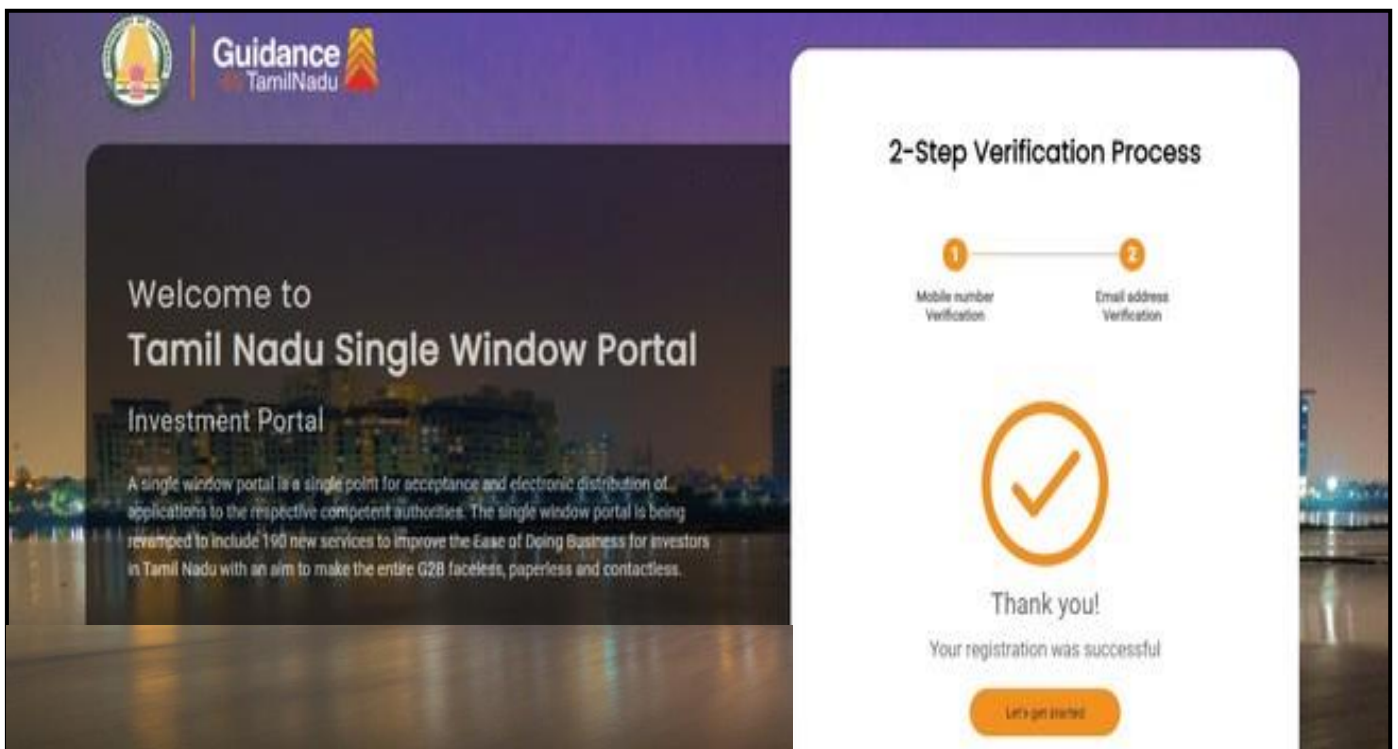 Guidance
TamilNadu
Welcome to
Tamil Nadu Single Window Portal
Investment Portal
A single window portal is a single point for acceptance and electronic distribution of
applications to the respective competent authorities. The single window portal is being
revamped to include 190 new services to improve the Ease of Doing Business for investors
in Tamil Nadu with an aim to make the entire G2B faceless, paperless and contactless.
2-Step Verification Process
1
2
Mobile number
Verification
Email address
Verification
Thank you!
Your registration was successful
Let's get started